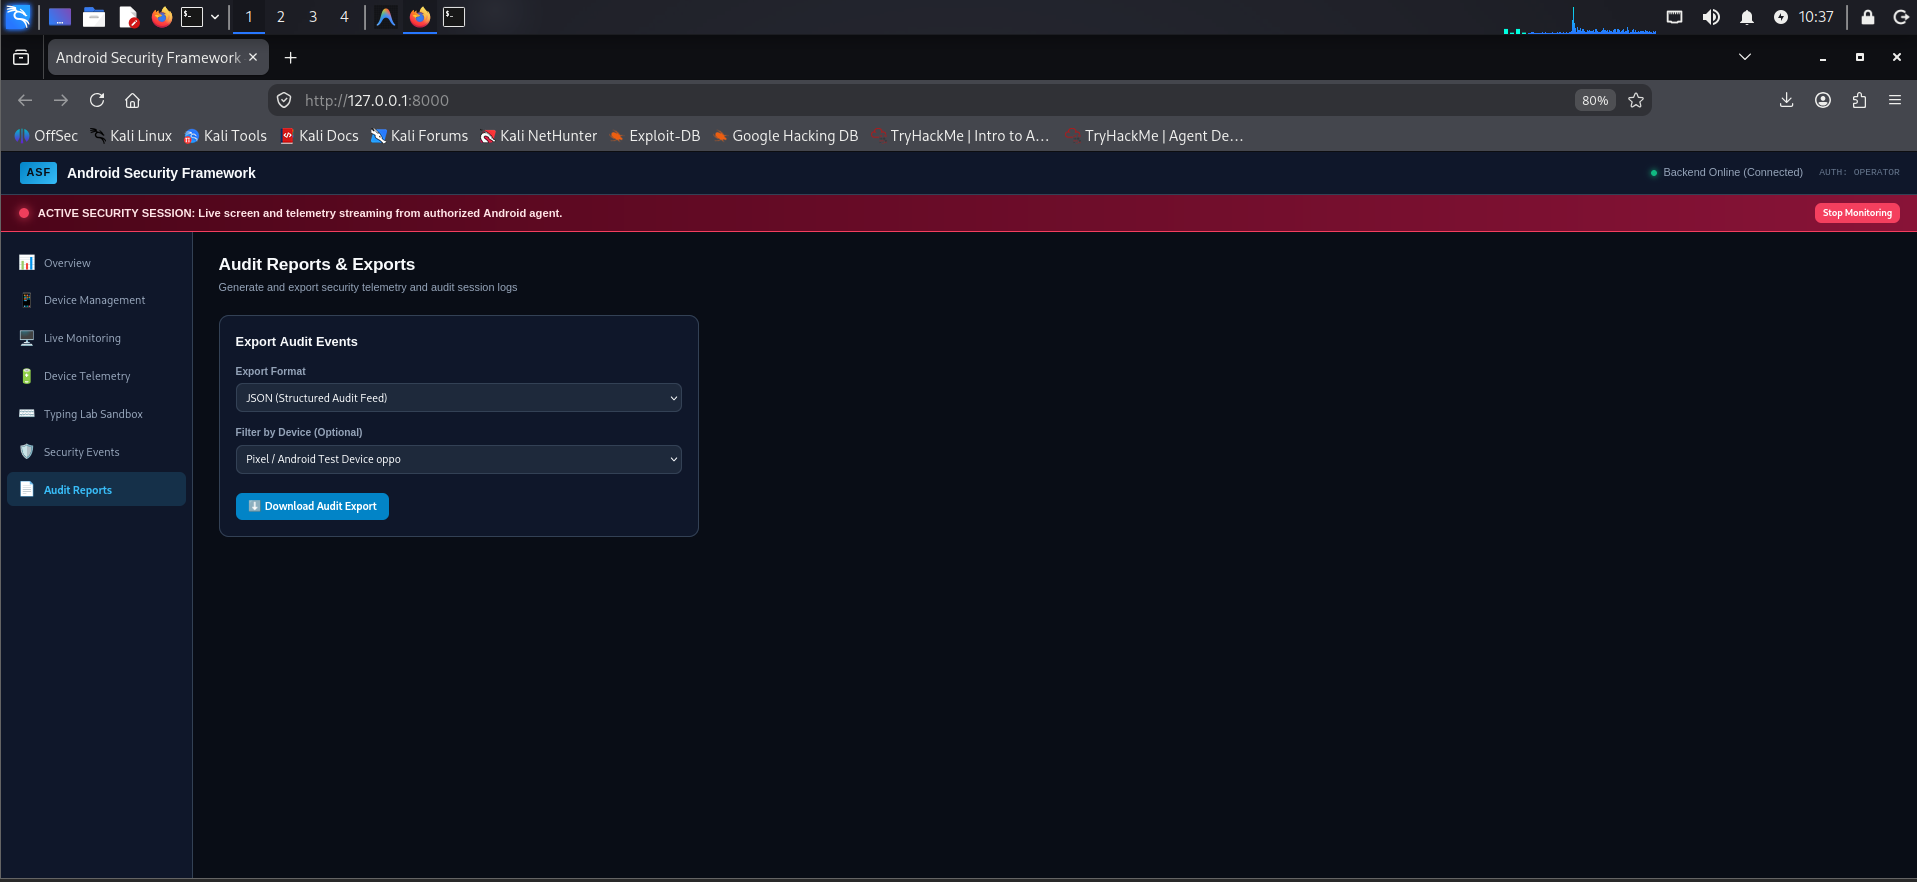 1 2 3 4
10:37
Android Security Framework
http://127.0.0.1:8000
80%
OffSec Kali Linux Kali Tools Kali Docs Kali Forums Kali NetHunter Exploit-DB Google Hacking DB TryHackMe | Intro to A… TryHackMe | Agent De…
ASF Android Security Framework
Backend Online (Connected) AUTH: OPERATOR
ACTIVE SECURITY SESSION: Live screen and telemetry streaming from authorized Android agent.
Stop Monitoring
Overview
Device Management
Live Monitoring
Device Telemetry
Typing Lab Sandbox
Security Events
Audit Reports
Audit Reports & Exports
Generate and export security telemetry and audit session logs
Export Audit Events
Export Format
JSON (Structured Audit Feed)
Filter by Device (Optional)
Pixel / Android Test Device oppo
Download Audit Export